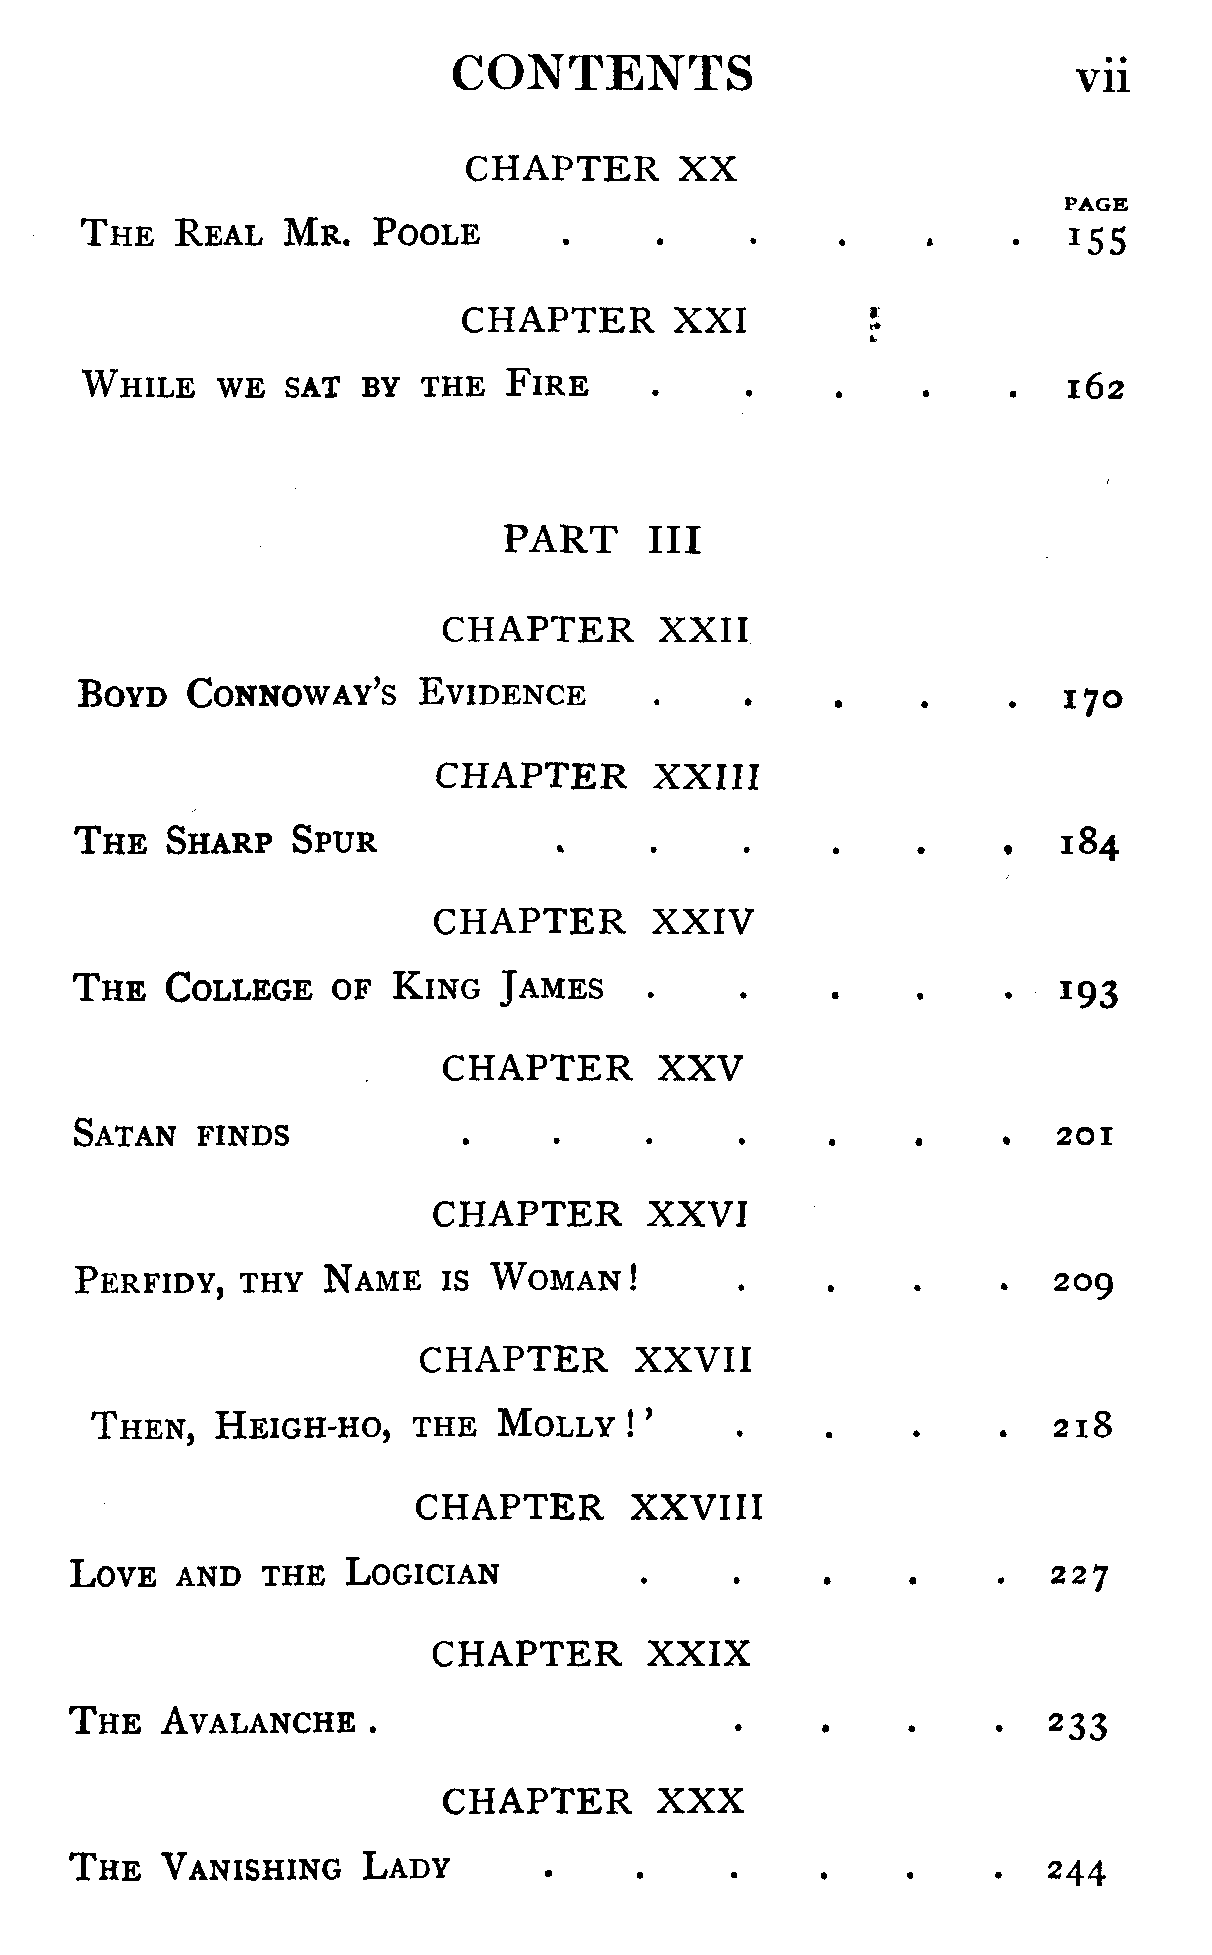 CONTENTS vii
CHAPTER XX
PAGE
THE REAL MR. POOLE . . . . . . 155
CHAPTER XXI
WHILE WE SAT BY THE FIRE . . . . . 162
PART III
CHAPTER XXII
BOYD CONNOWAY'S EVIDENCE . . . . . 170
CHAPTER XXIII
THE SHARP SPUR . . . . . . 184
CHAPTER XXIV
THE COLLEGE OF KING JAMES . . . . . 193
CHAPTER XXV
SATAN FINDS . . . . . . . 201
CHAPTER XXVI
PERFIDY, THY NAME IS WOMAN! . . . . 209
CHAPTER XXVII
THEN, HEIGH-HO, THE MOLLY!' . . . . 218
CHAPTER XXVIII
LOVE AND THE LOGICIAN . . . . . 227
CHAPTER XXIX
THE AVALANCHE . . . . . 233
CHAPTER XXX
THE VANISHING LADY . . . . . . 244